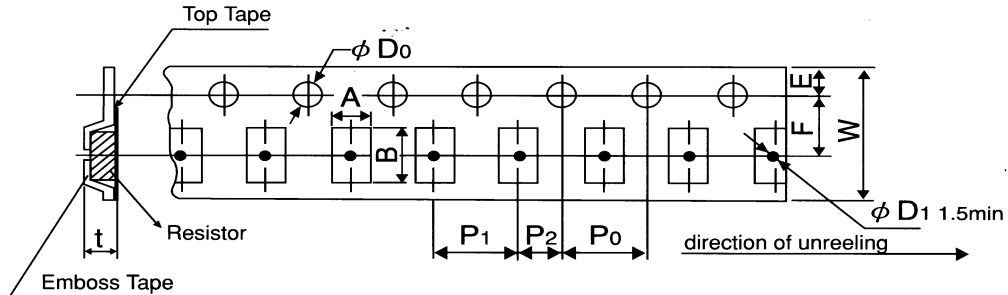 Top Tape
φ D0
A
B
E
F
W
φ D1 1.5min
P1
P2
P0
direction of unreeling
Resistor
t
Emboss Tape